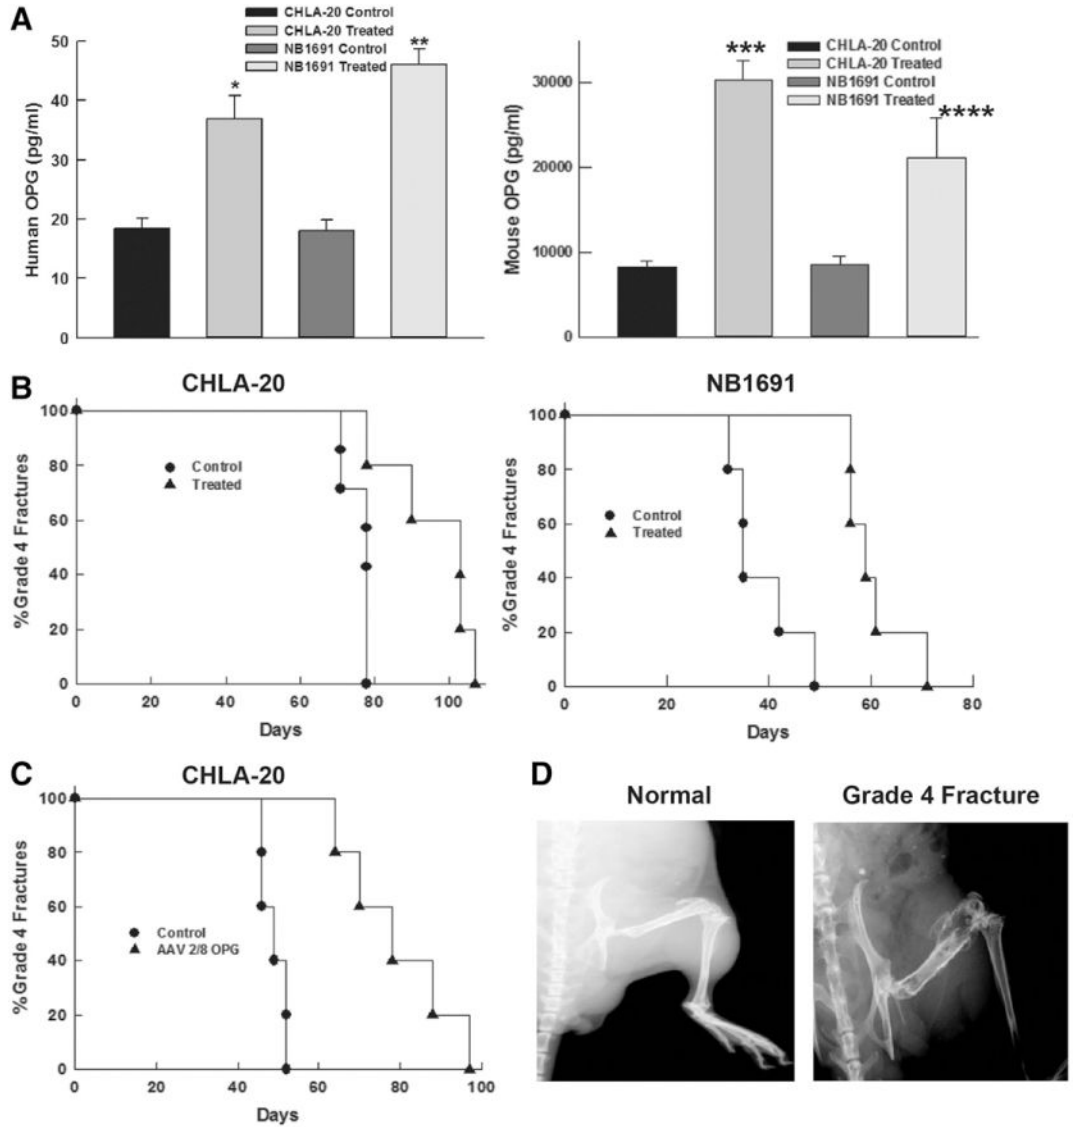 A
CHLA-20 Control
CHLA-20 Treated
NB1691 Control
NB1691 Treated
Human OPG (pg/ml)
50
40
30
20
10
0
*
**
CHLA-20 Control
CHLA-20 Treated
NB1691 Control
NB1691 Treated
Mouse OPG (pg/ml)
30000
20000
10000
0
***
****
B
CHLA-20
%Grade 4 Fractures
100
80
60
40
20
0
Control
Treated
0 20 40 60 80 100
Days
NB1691
%Grade 4 Fractures
100
80
60
40
20
0
Control
Treated
0 20 40 60 80
Days
C
CHLA-20
%Grade 4 Fractures
100
80
60
40
20
0
Control
AAV 2/8 OPG
0 20 40 60 80 100
Days
D
Normal
Grade 4 Fracture